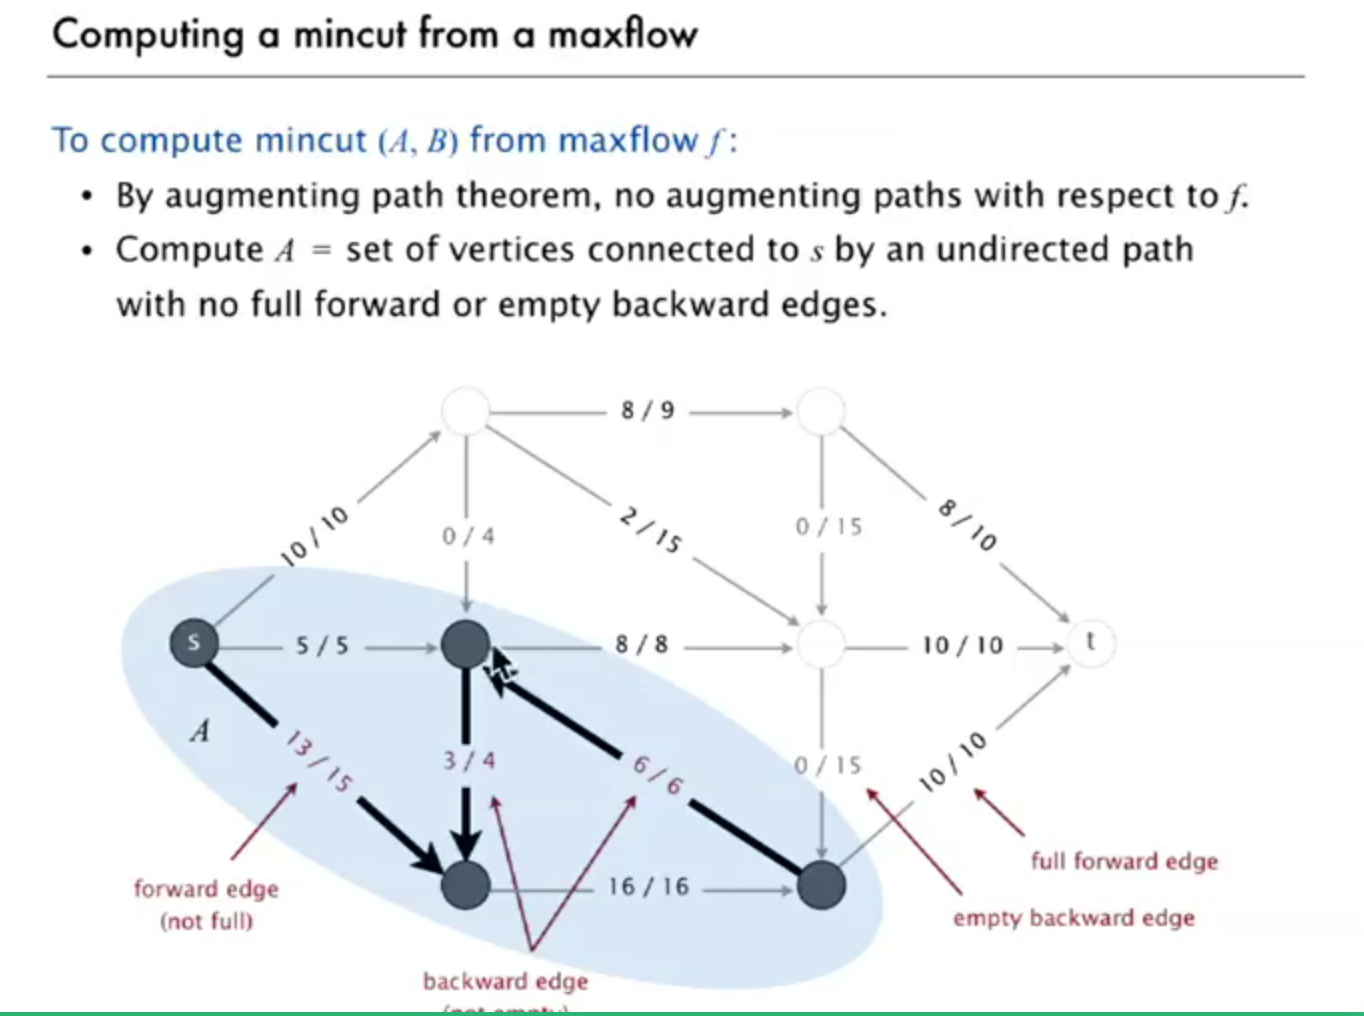 Computing a mincut from a maxflow
To compute mincut (A, B) from maxflow f:
• By augmenting path theorem, no augmenting paths with respect to f.
• Compute A = set of vertices connected to s by an undirected path
with no full forward or empty backward edges.
8 / 9
10 / 10
0 / 4
2 / 15
0 / 15
8 / 10
s
5 / 5
8 / 8
10 / 10
t
A
13 / 15
3 / 4
6 / 6
0 / 15
10 / 10
full forward edge
forward edge
(not full)
16 / 16
empty backward edge
backward edge
(not empty)